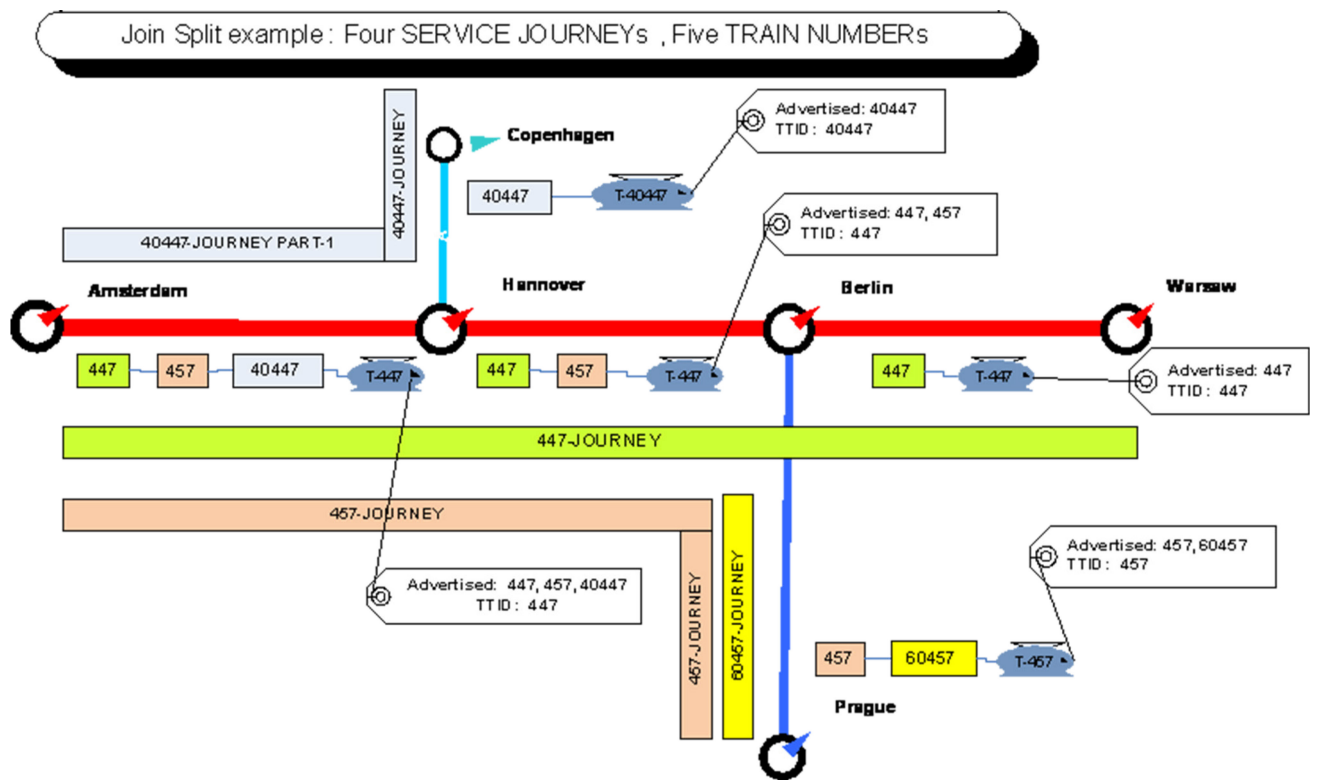 Join Split example : Four SERVICE JOURNEYs , Five TRAIN NUMBERs
Advertised: 40447
TTID : 40447
40447-JOURNEY
Copenhagen
40447
T-40447
Advertised: 447, 457
TTID : 447
40447-JOURNEY PART-1
Amsterdam
Hannover
Berlin
Warsaw
447
457
40447
T-447
447
457
T-447
447
T-447
Advertised: 447
TTID : 447
447-JOURNEY
457-JOURNEY
457-JOURNEY
60457-JOURNEY
Advertised: 457,60457
TTID : 457
Advertised: 447, 457, 40447
TTID : 447
457
60457
T-457
Prague